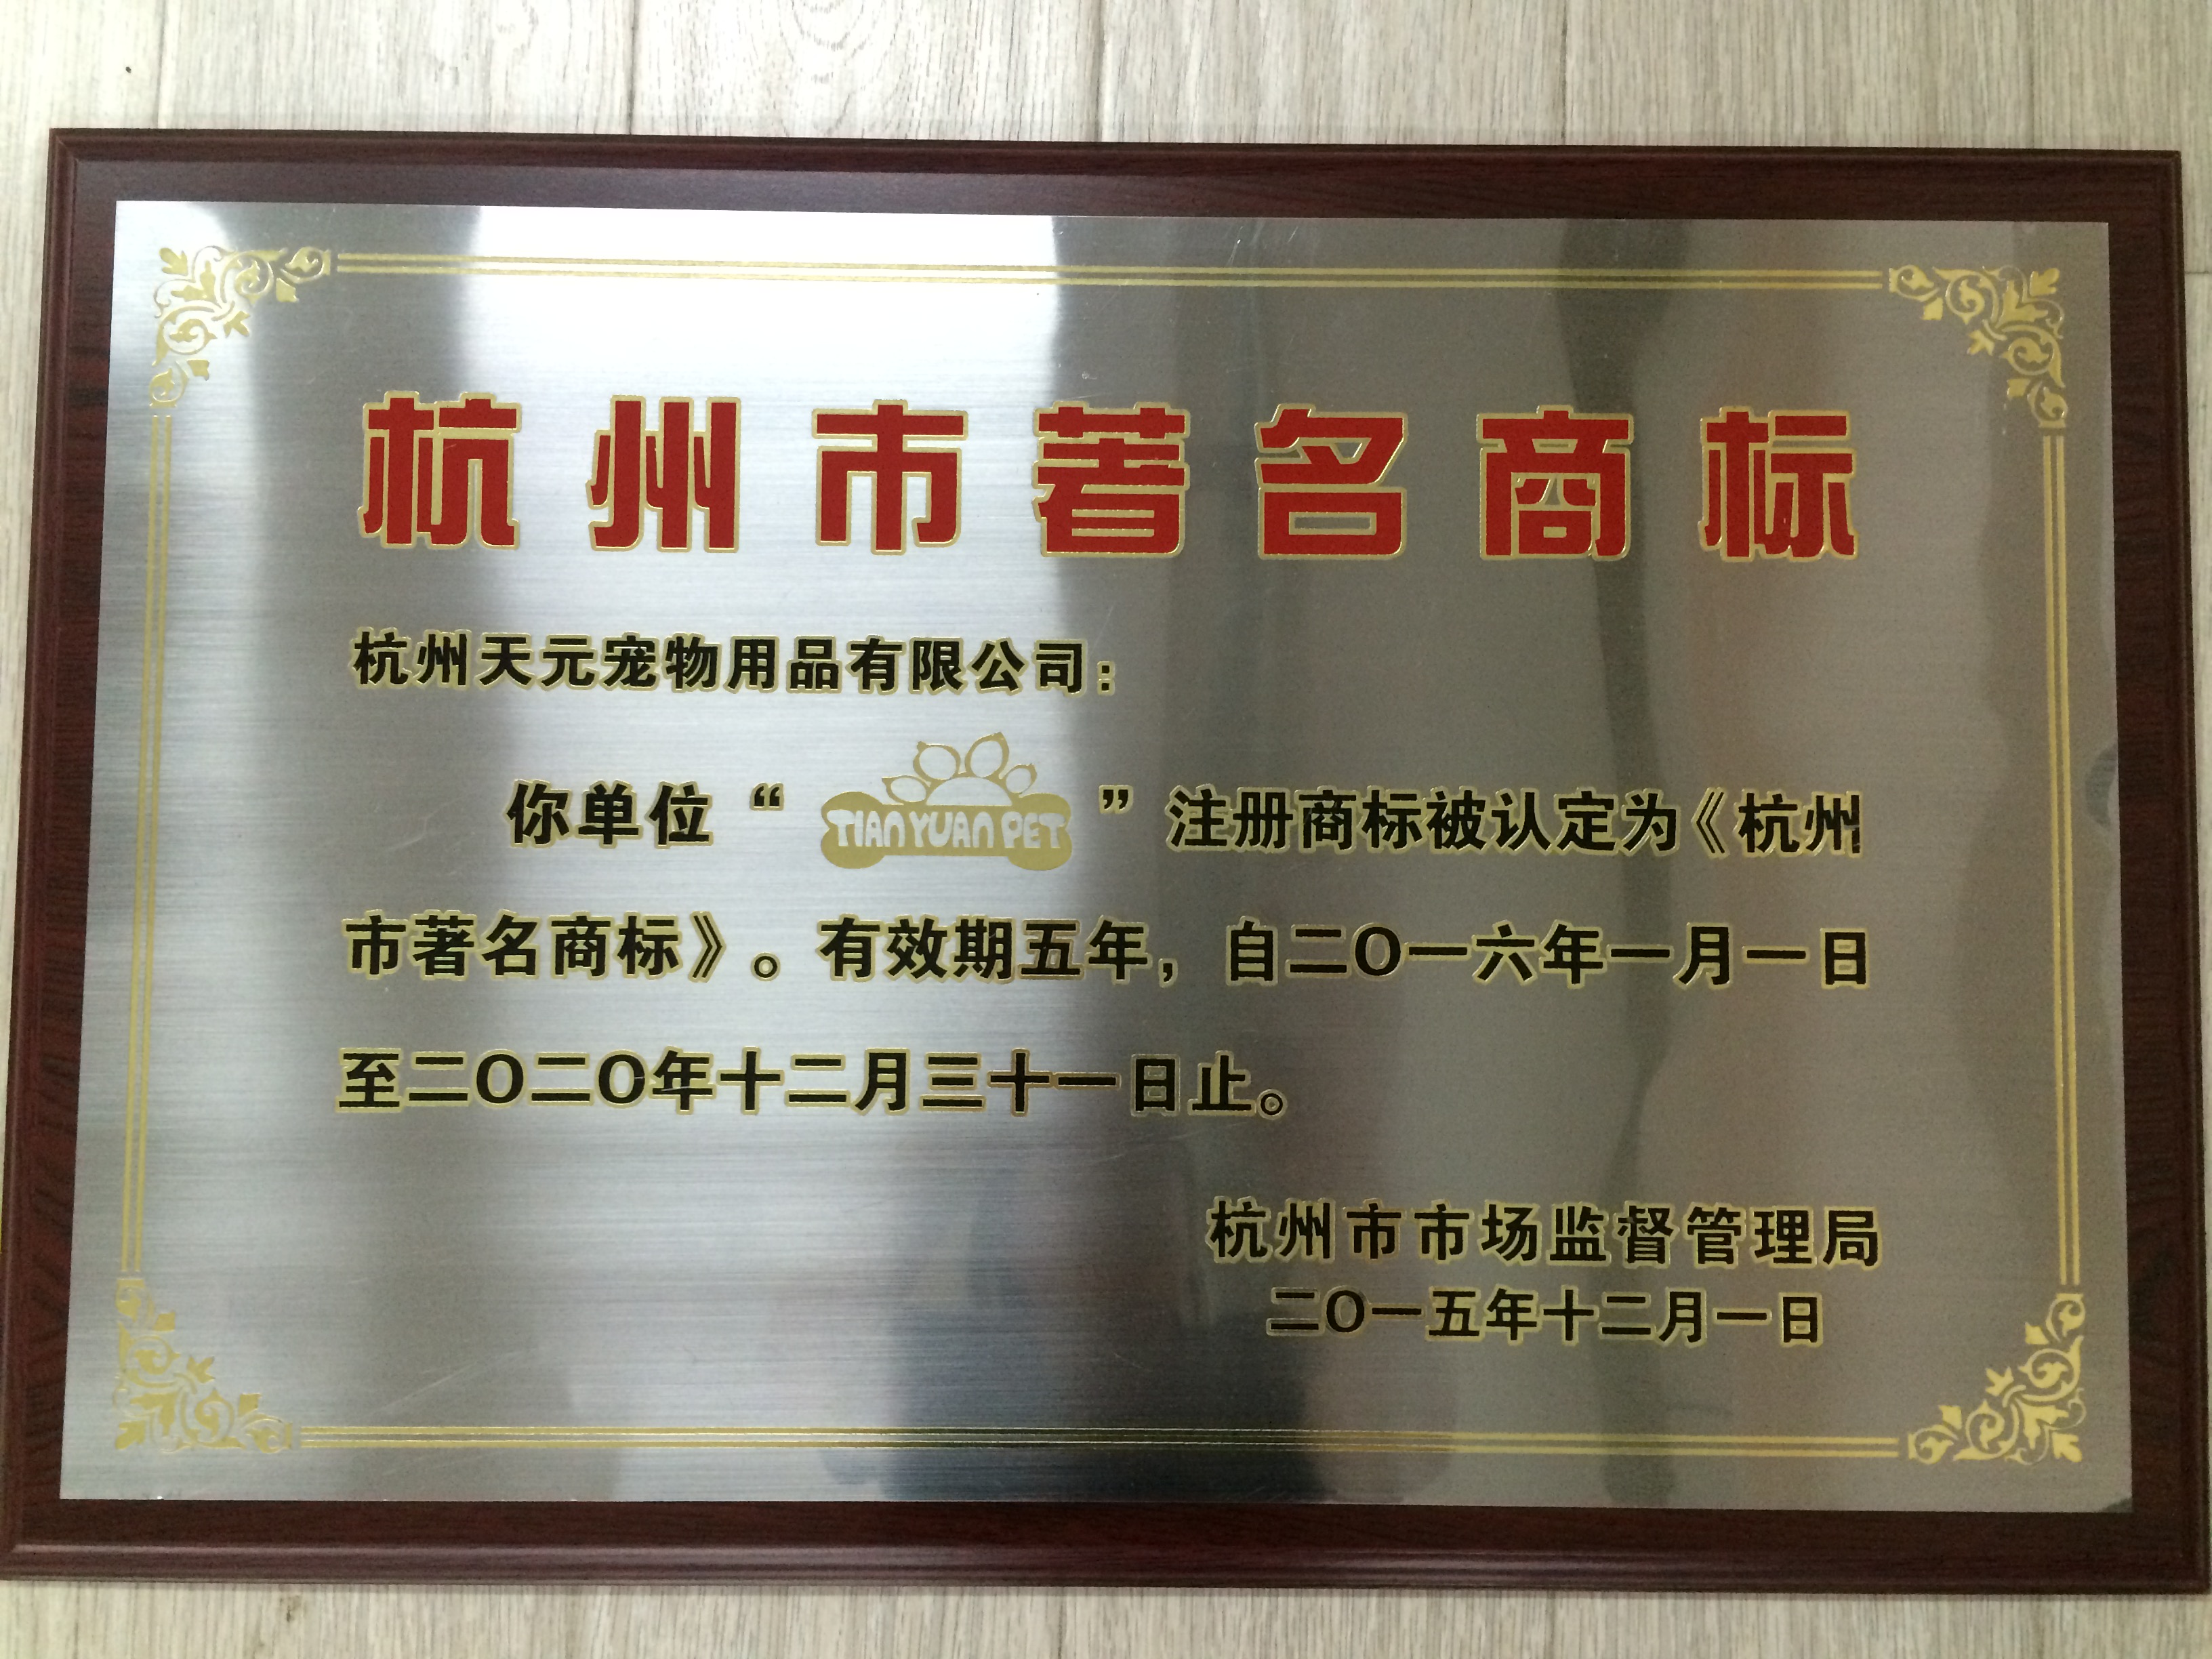 杭州市著名商标
杭州天元宠物用品有限公司：
你单位“TIANYUAN PET”注册商标被认定为《杭州
市著名商标》。有效期五年，自二〇一六年一月一日
至二〇二〇年十二月三十一日止。
杭州市市场监督管理局
二〇一五年十二月一日